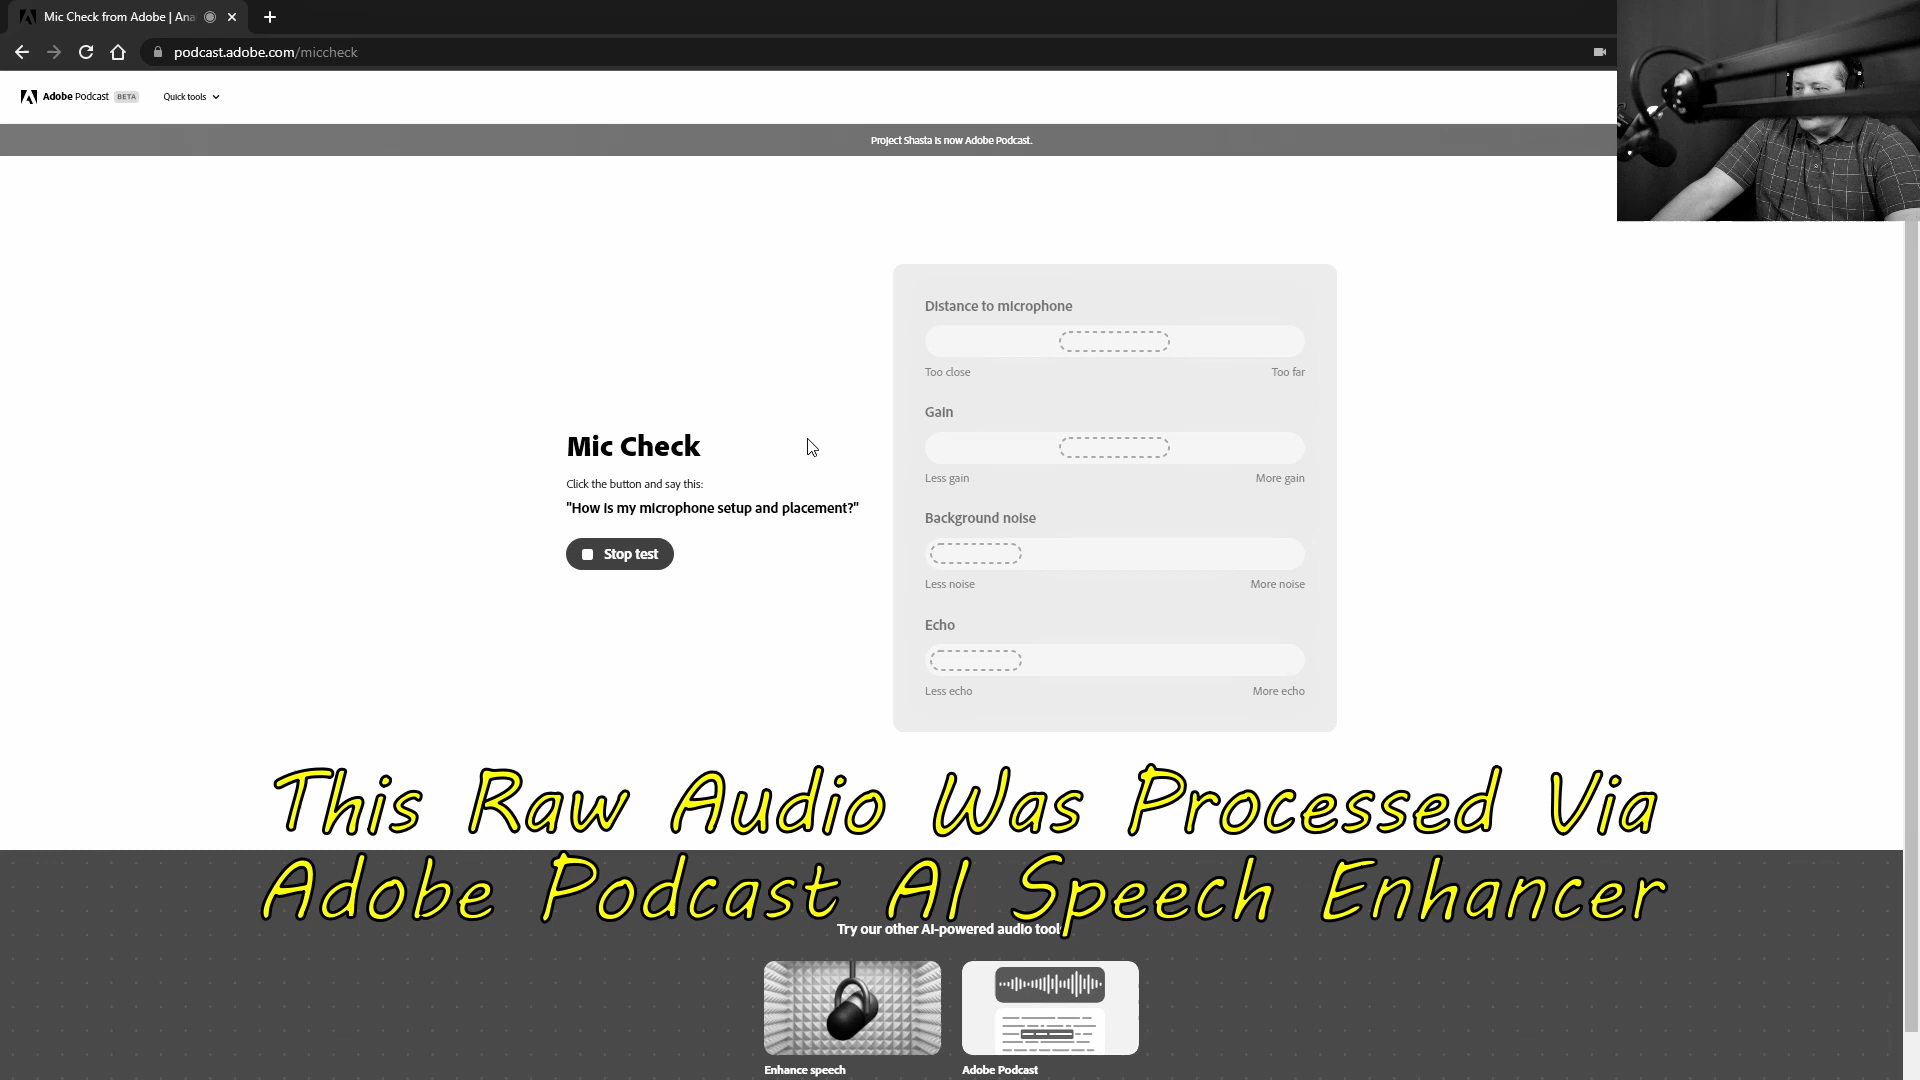 Mic Check from Adobe | Ana
podcast.adobe.com/miccheck
Adobe Podcast BETA Quick tools
Project Shasta is now Adobe Podcast.
Distance to microphone
Too close Too far
Gain
Less gain More gain
Mic Check
Click the button and say this:
"How is my microphone setup and placement?"
Stop test
Background noise
Less noise More noise
Echo
Less echo More echo
This Raw Audio Was Processed Via
Adobe Podcast AI Speech Enhancer
Try our other AI-powered audio tool
Enhance speech Adobe Podcast